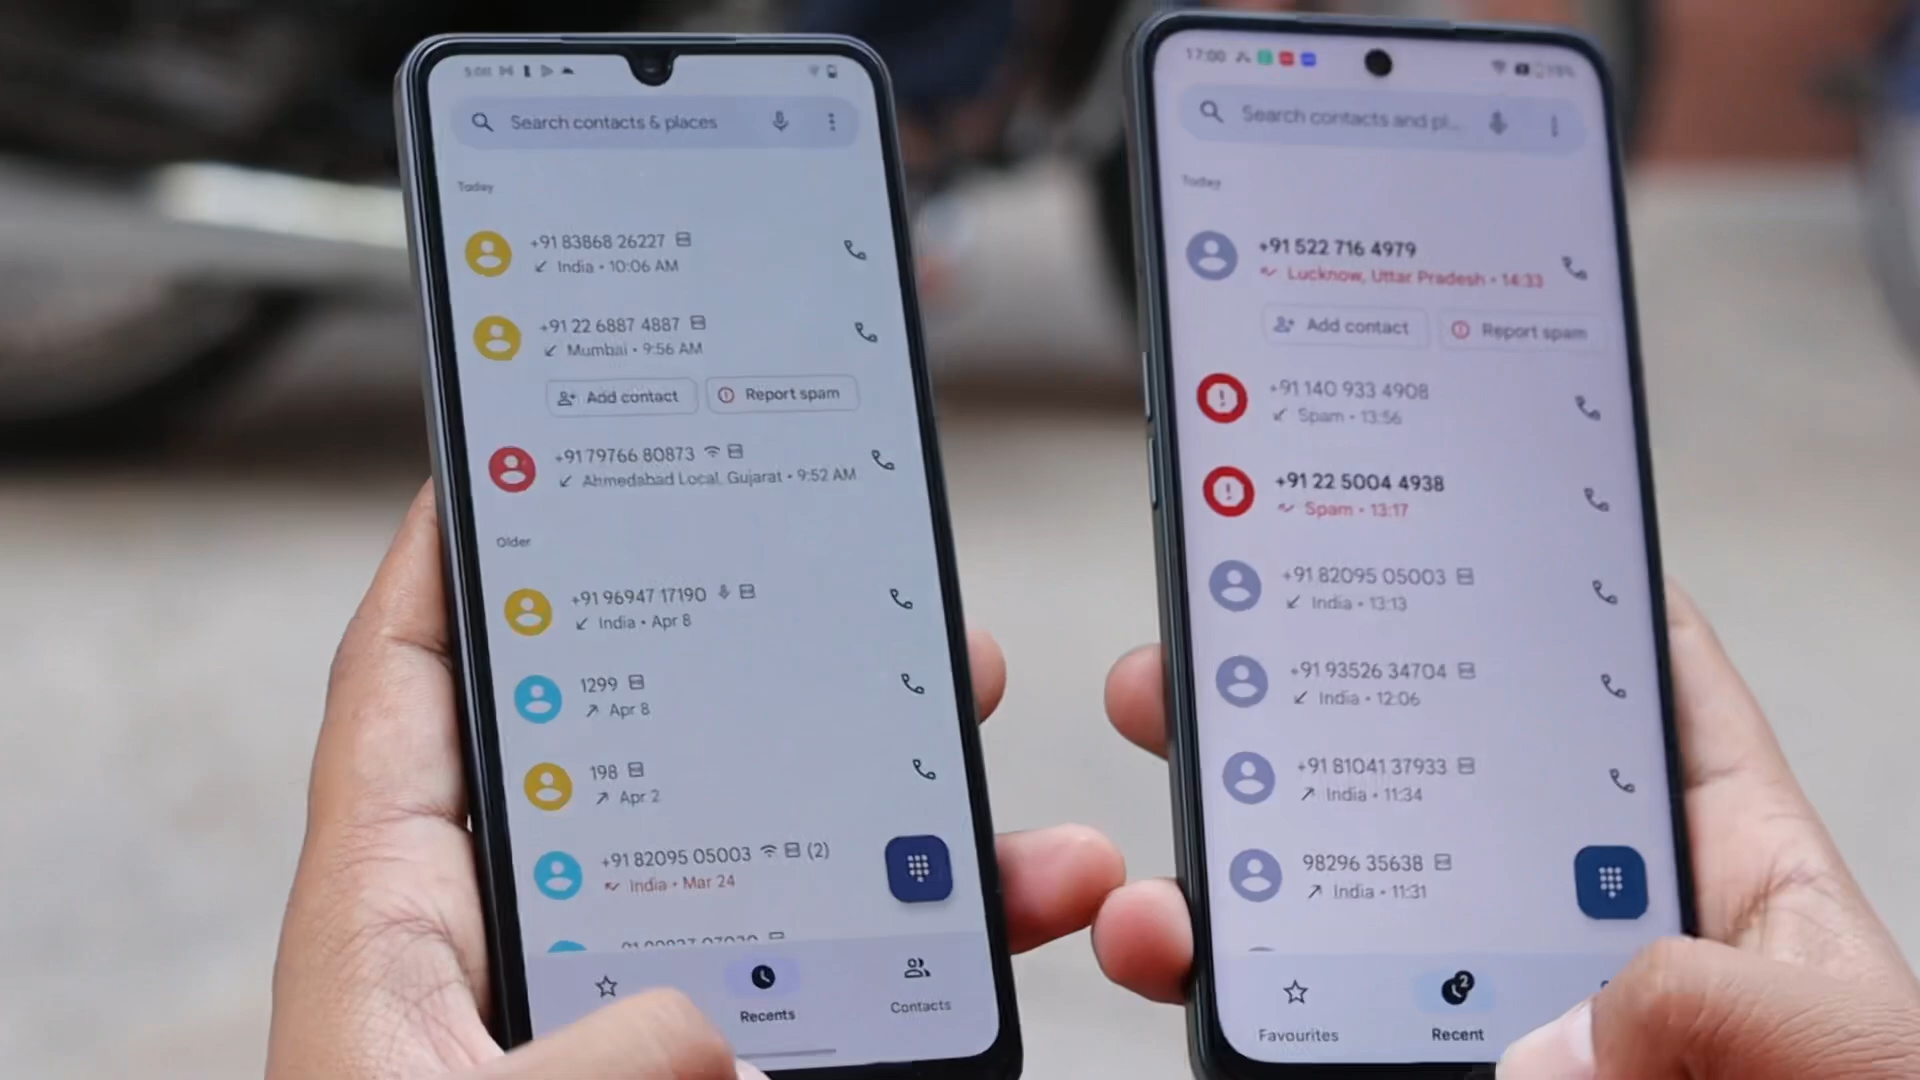 5:00
Search contacts & places
Today
+91 83868 26227
India • 10:06 AM
+91 22 6887 4887
Mumbai • 9:56 AM
Add contact
Report spam
+91 79766 80873
Ahmedabad Local, Gujarat • 9:52 AM
Older
+91 96947 17190
India • Apr 8
1299
Apr 8
198
Apr 2
+91 82095 05003 (2)
India • Mar 24
Recents
Contacts
17:00
Search contacts and pl...
Today
+91 522 716 4979
Lucknow, Uttar Pradesh • 14:33
Add contact
Report spam
+91 140 933 4908
Spam • 13:56
+91 22 5004 4938
Spam • 13:17
+91 82095 05003
India • 13:13
+91 93526 34704
India • 12:06
+91 81041 37933
India • 11:34
98296 35638
India • 11:31
2
Favourites
Recent